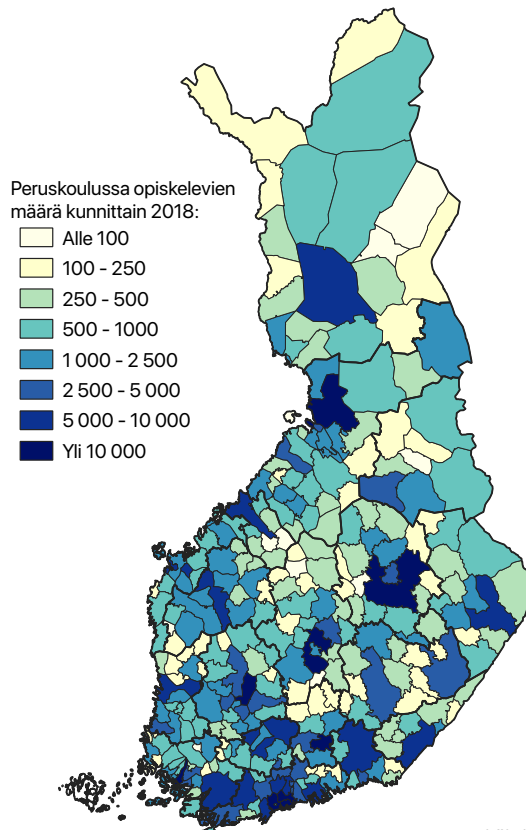 Peruskoulussa opiskelevien
määrä kunnittain 2018:
Alle 100
100 - 250
250 - 500
500 - 1000
1 000 - 2 500
2 500 - 5 000
5 000 - 10 000
Yli 10 000